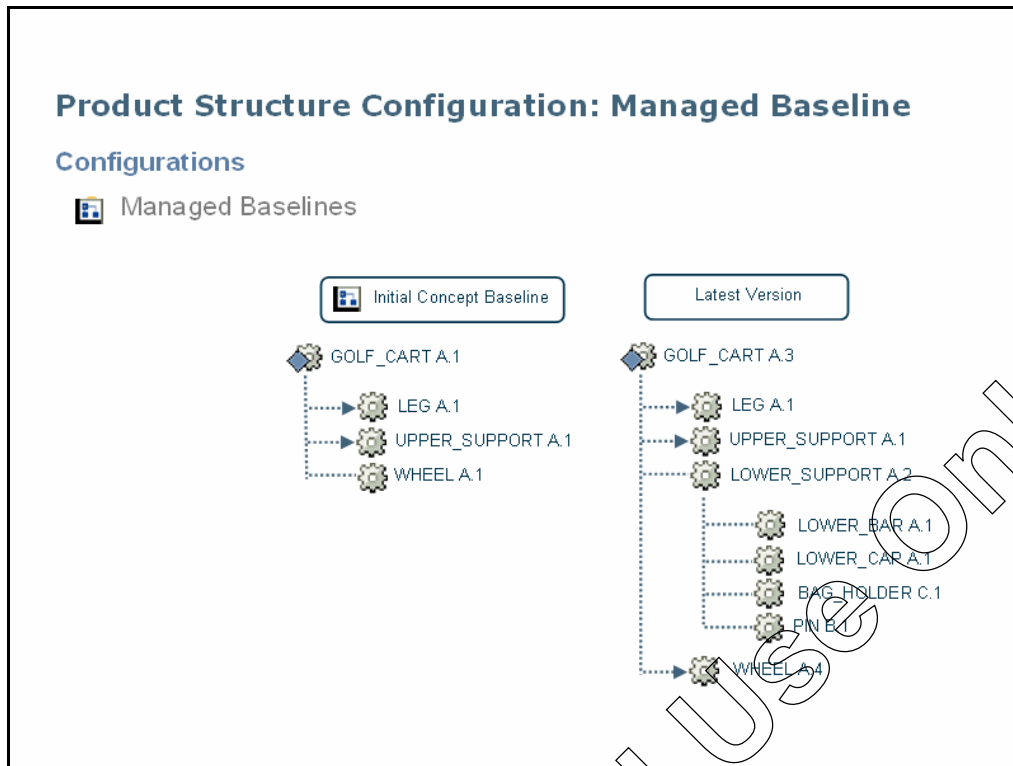 Product Structure Configuration: Managed Baseline
Configurations
Managed Baselines
Initial Concept Baseline
GOLF_CART A.1
LEG A.1
UPPER_SUPPORT A.1
WHEEL A.1
Latest Version
GOLF_CART A.3
LEG A.1
UPPER_SUPPORT A.1
LOWER_SUPPORT A.2
LOWER_BAR A.1
LOWER_CAP A.1
BAG_HOLDER C.1
PIN B.1
WHEEL A.4
Use Only